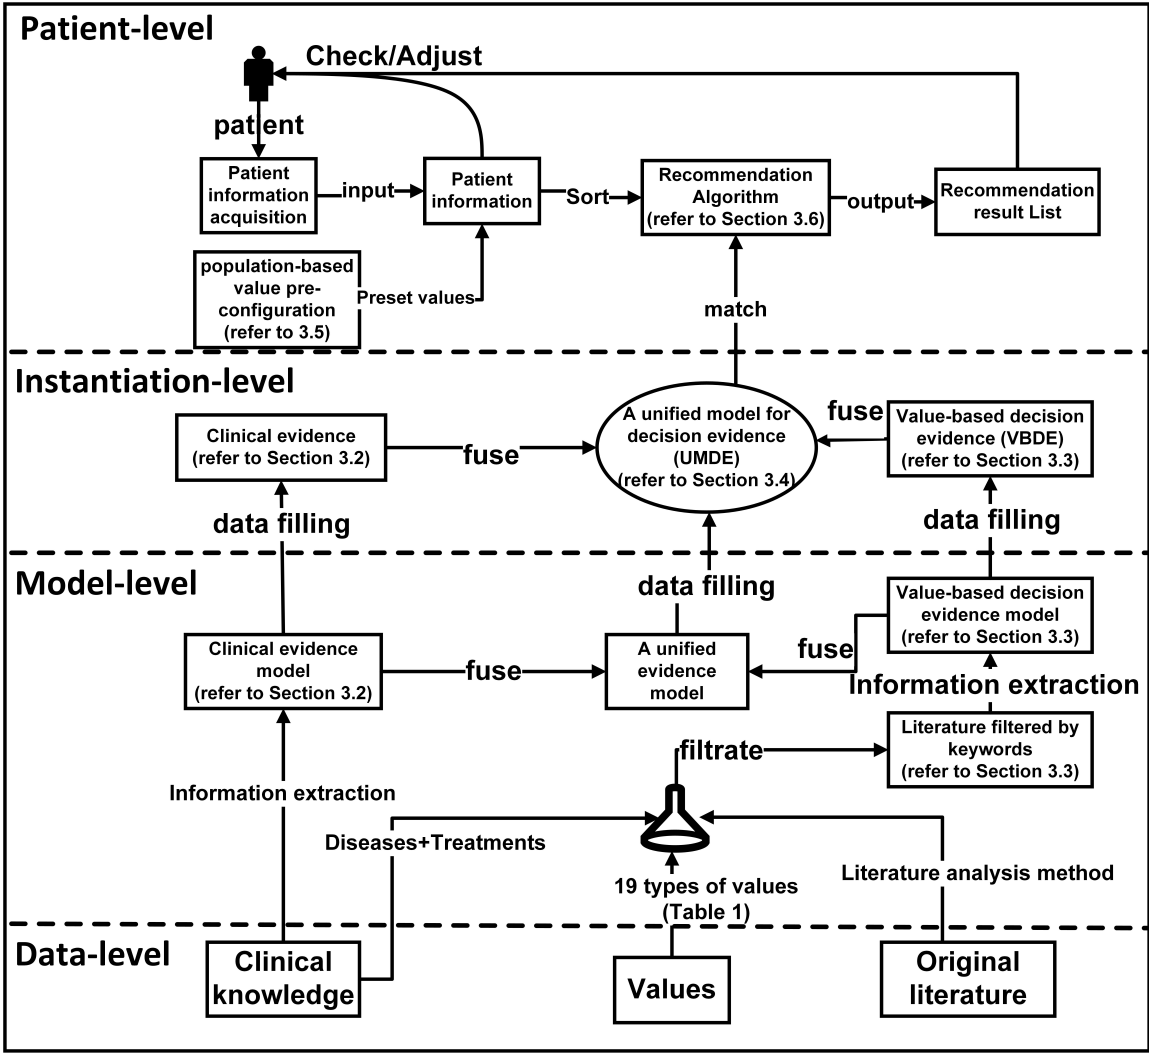 Patient-level
Check/Adjust
patient
Patient
information
acquisition
input
Patient
information
Sort
Recommendation
Algorithm
(refer to Section 3.6)
output
Recommendation
result List
population-based
value pre-
configuration
(refer to 3.5)
Preset values
match
Instantiation-level
Clinical evidence
(refer to Section 3.2)
fuse
A unified model for
decision evidence
(UMDE)
(refer to Section 3.4)
fuse
Value-based decision
evidence (VBDE)
(refer to Section 3.3)
data filling
data filling
Model-level
data filling
Clinical evidence
model
(refer to Section 3.2)
fuse
A unified
evidence
model
fuse
Value-based decision
evidence model
(refer to Section 3.3)
Information extraction
Literature filtered by
keywords
(refer to Section 3.3)
filtrate
Information extraction
Diseases+Treatments
19 types of values
(Table 1)
Literature analysis method
Data-level
Clinical
knowledge
Values
Original
literature